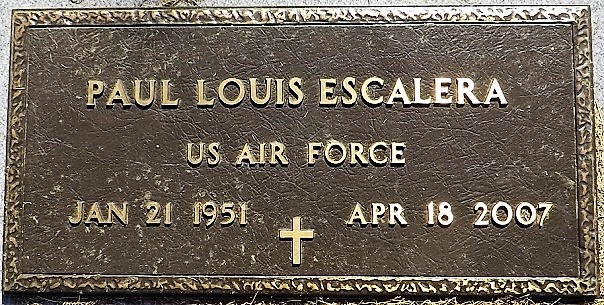 PAUL LOUIS ESCALERA
US AIR FORCE
JAN 21 1951 APR 18 2007